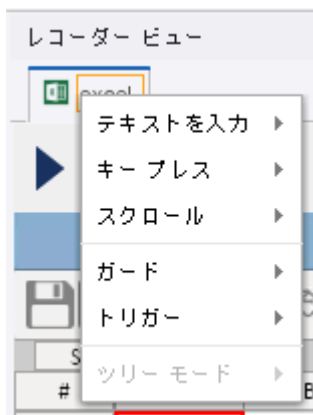 レコーダー ビュー
excel
テキストを入力
キー プレス
スクロール
ガード
トリガー
ツリー モード
S
#
B